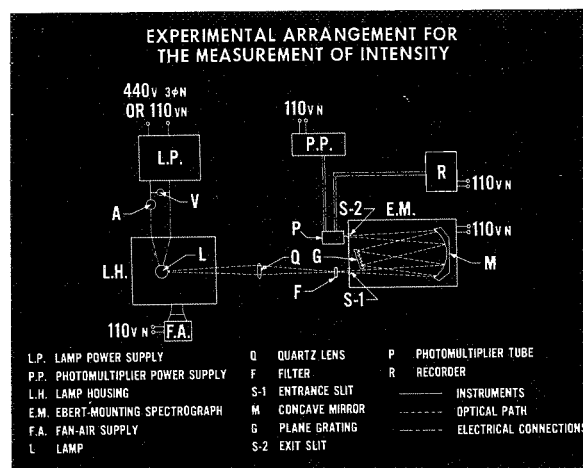 EXPERIMENTAL ARRANGEMENT FOR
THE MEASUREMENT OF INTENSITY
440V 3ϕN
OR 110VN
L.P.
A
V
L.H.
L
110VN
F.A.
110VN
P.P.
R
110VN
S-2
E.M.
110VN
P
Q
G
M
F
S-1
L.P. LAMP POWER SUPPLY
P.P. PHOTOMULTIPLIER POWER SUPPLY
L.H. LAMP HOUSING
E.M. EBERT-MOUNTING SPECTROGRAPH
F.A. FAN-AIR SUPPLY
L LAMP
Q QUARTZ LENS
F FILTER
S-1 ENTRANCE SLIT
M CONCAVE MIRROR
G PLANE GRATING
S-2 EXIT SLIT
P PHOTOMULTIPLIER TUBE
R RECORDER
INSTRUMENTS
OPTICAL PATH
ELECTRICAL CONNECTIONS